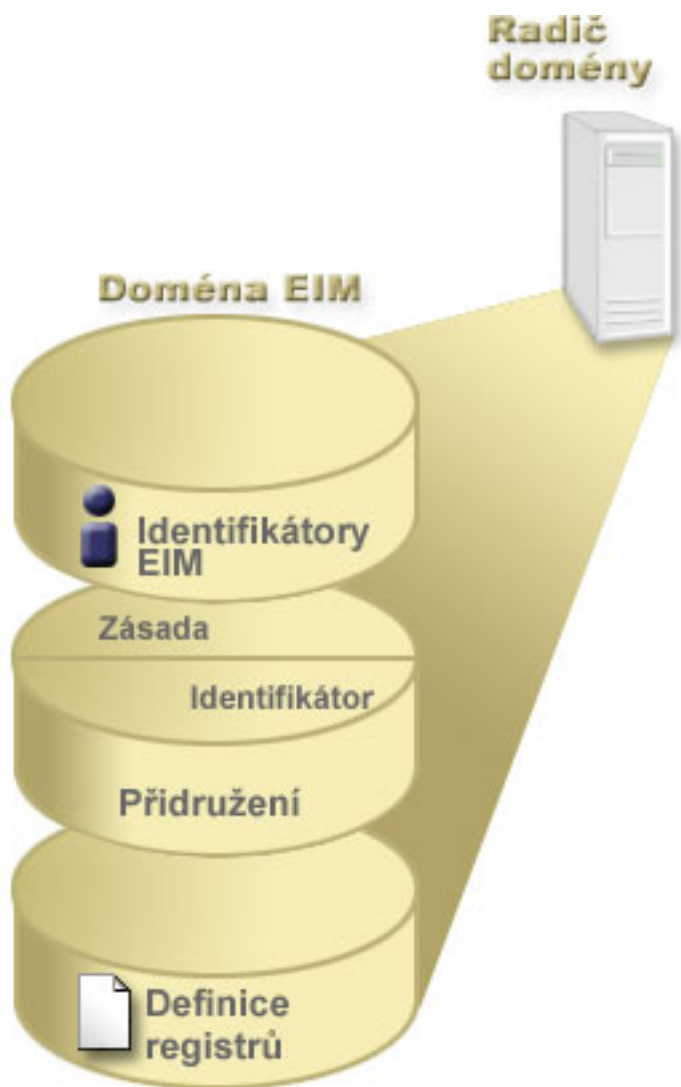 Radič
domény
Doména EIM
Identifikátory
EIM
Zásada
Identifikátor
Přidružení
Definice
registrů